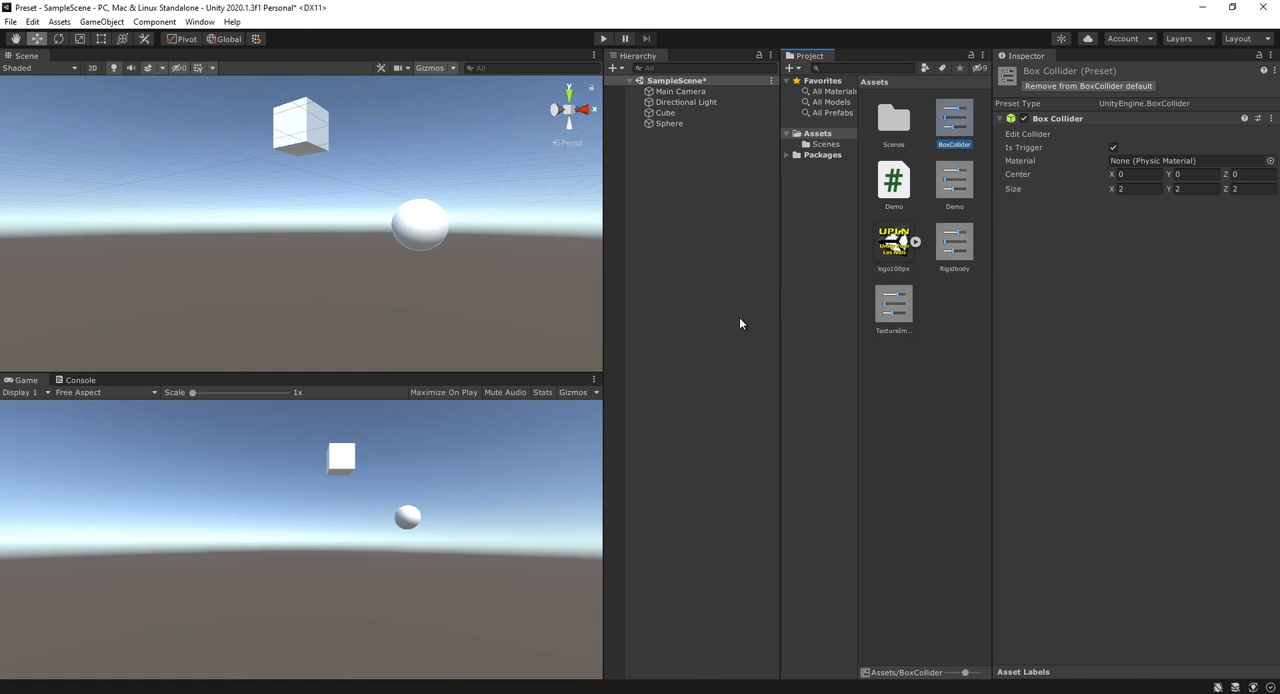 Preset - SampleScene - PC, Mac & Linux Standalone - Unity 2020.1.3f1 Personal* <DX11>
File Edit Assets GameObject Component Window Help
Pivot Global Account Layers Layout
Scene
Shaded 2D 0 Gizmos All
y
x
Persp
Game Console
Display 1 Free Aspect Scale 1x Maximize On Play Mute Audio Stats Gizmos
Hierarchy
All
SampleScene*
Main Camera
Directional Light
Cube
Sphere
Project
9
Favorites
All Materials
All Models
All Prefabs
Assets
Scenes
Packages
Assets
Scenes
BoxCollider
#
Demo
Demo
UPLN
logo100px
Rigidbody
TextureIm...
Assets/BoxCollider
Inspector
Box Collider (Preset)
Remove from BoxCollider default
Preset Type UnityEngine.BoxCollider
Box Collider
Edit Collider
Is Trigger
Material None (Physic Material)
Center X 0 Y 0 Z 0
Size X 2 Y 2 Z 2
Asset Labels